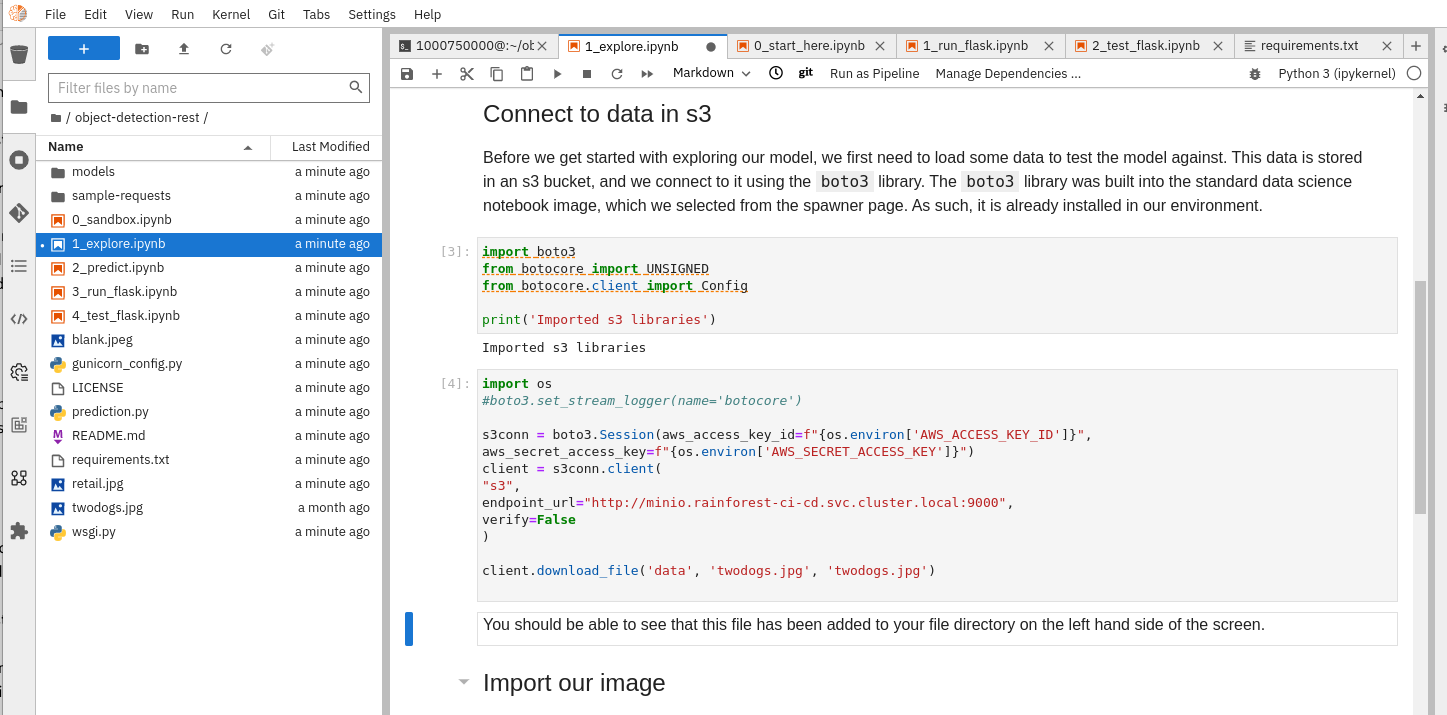 File Edit View Run Kernel Git Tabs Settings Help
+
Filter files by name
/ object-detection-rest /
Name Last Modified
models a minute ago
sample-requests a minute ago
0_sandbox.ipynb a minute ago
1_explore.ipynb a minute ago
2_predict.ipynb a minute ago
3_run_flask.ipynb a minute ago
4_test_flask.ipynb a minute ago
blank.jpeg a minute ago
gunicorn_config.py a minute ago
LICENSE a minute ago
prediction.py a minute ago
README.md a minute ago
requirements.txt a minute ago
retail.jpg a minute ago
twodogs.jpg a month ago
wsgi.py a minute ago
1000750000@:~/ob 1_explore.ipynb 0_start_here.ipynb 1_run_flask.ipynb 2_test_flask.ipynb requirements.txt
Markdown git Run as Pipeline Manage Dependencies ... Python 3 (ipykernel)
Connect to data in s3
Before we get started with exploring our model, we first need to load some data to test the model against. This data is stored
in an s3 bucket, and we connect to it using the boto3 library. The boto3 library was built into the standard data science
notebook image, which we selected from the spawner page. As such, it is already installed in our environment.
[3]: import boto3
from botocore import UNSIGNED
from botocore.client import Config
print('Imported s3 libraries')
Imported s3 libraries
[4]: import os
#boto3.set_stream_logger(name='botocore')
s3conn = boto3.Session(aws_access_key_id=f"{os.environ['AWS_ACCESS_KEY_ID']}",
aws_secret_access_key=f"{os.environ['AWS_SECRET_ACCESS_KEY']}")
client = s3conn.client(
"s3",
endpoint_url="http://minio.rainforest-ci-cd.svc.cluster.local:9000",
verify=False
)
client.download_file('data', 'twodogs.jpg', 'twodogs.jpg')
You should be able to see that this file has been added to your file directory on the left hand side of the screen.
Import our image